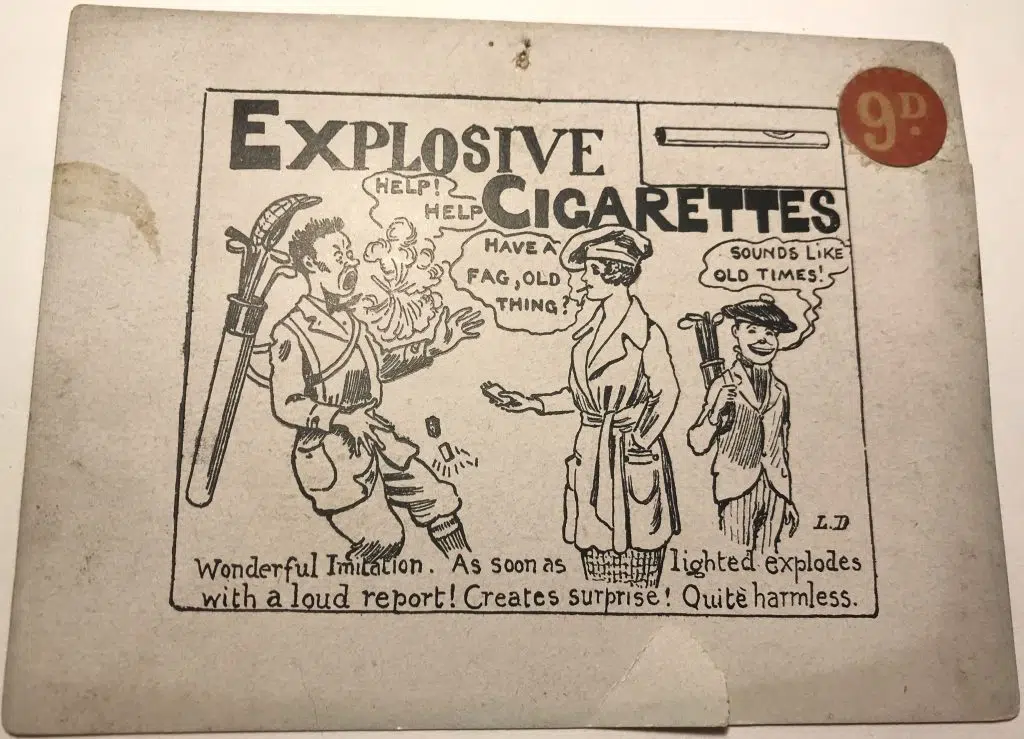 EXPLOSIVE
CIGARETTES
9D.
HELP!
HELP
HAVE A
FAG, OLD
THING?
SOUNDS LIKE
OLD TIMES!
L.D
Wonderful Imitation. As soon as lighted explodes
with a loud report! Creates surprise! Quite harmless.